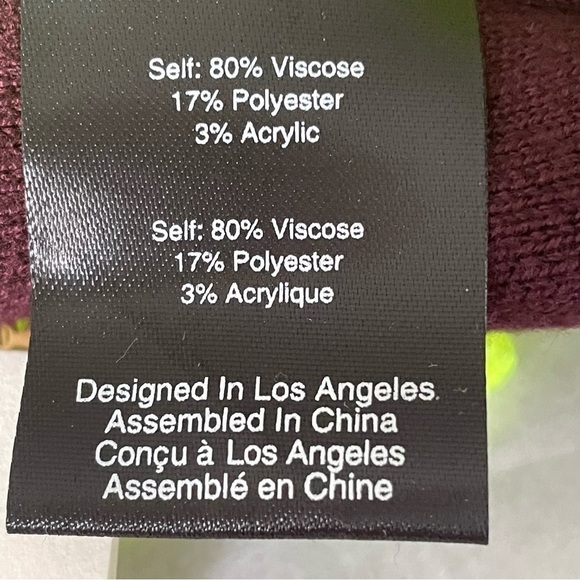 Self: 80% Viscose
17% Polyester
3% Acrylic
Self: 80% Viscose
17% Polyester
3% Acrylique
Designed In Los Angeles.
Assembled In China
Conçu à Los Angeles
Assemblé en Chine